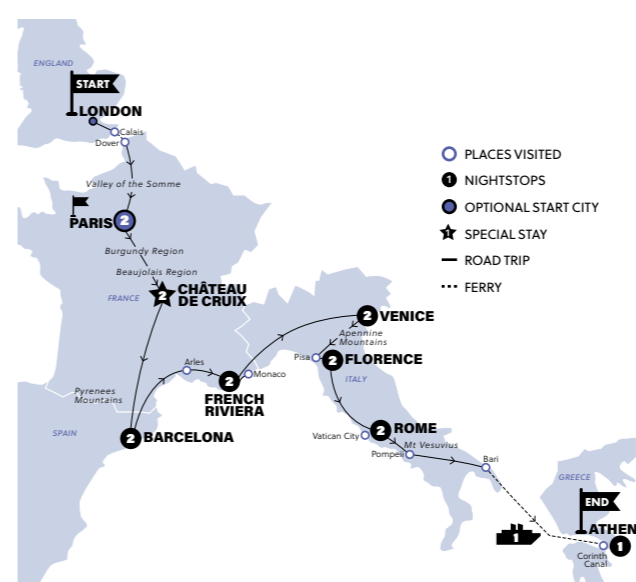 ENGLAND
START
LONDON
Calais
Dover
Valley of the Somme
PARIS
2
Burgundy Region
Beaujolais Region
FRANCE
2
CHÂTEAU
DE CRUIX
Arles
2
FRENCH
RIVIERA
Monaco
Pyrenees
Mountains
SPAIN
2
BARCELONA
2
VENICE
Apennine
Mountains
Pisa
2
FLORENCE
ITALY
2
ROME
Vatican City
Mt Vesuvius
Pompeii
Bari
1
GREECE
END
ATHEN
1
Corinth
Canal
PLACES VISITED
1
NIGHTSTOPS
OPTIONAL START CITY
1
SPECIAL STAY
ROAD TRIP
FERRY